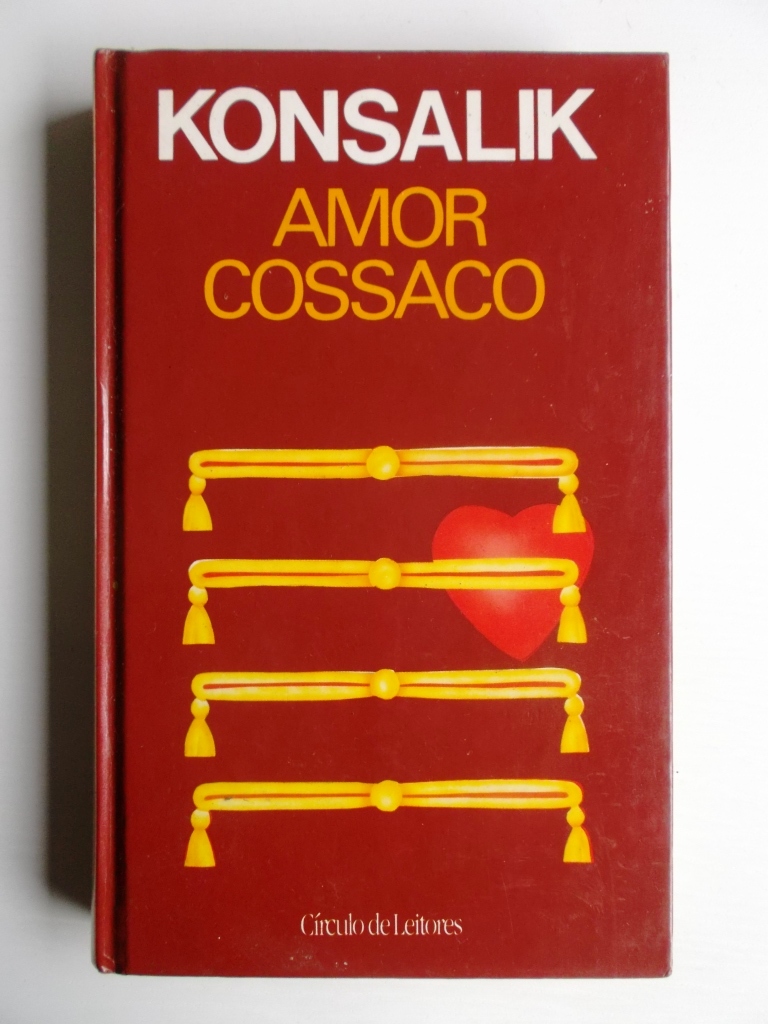 KONSALIK
AMOR
COSSACO
Círculo de Leitores